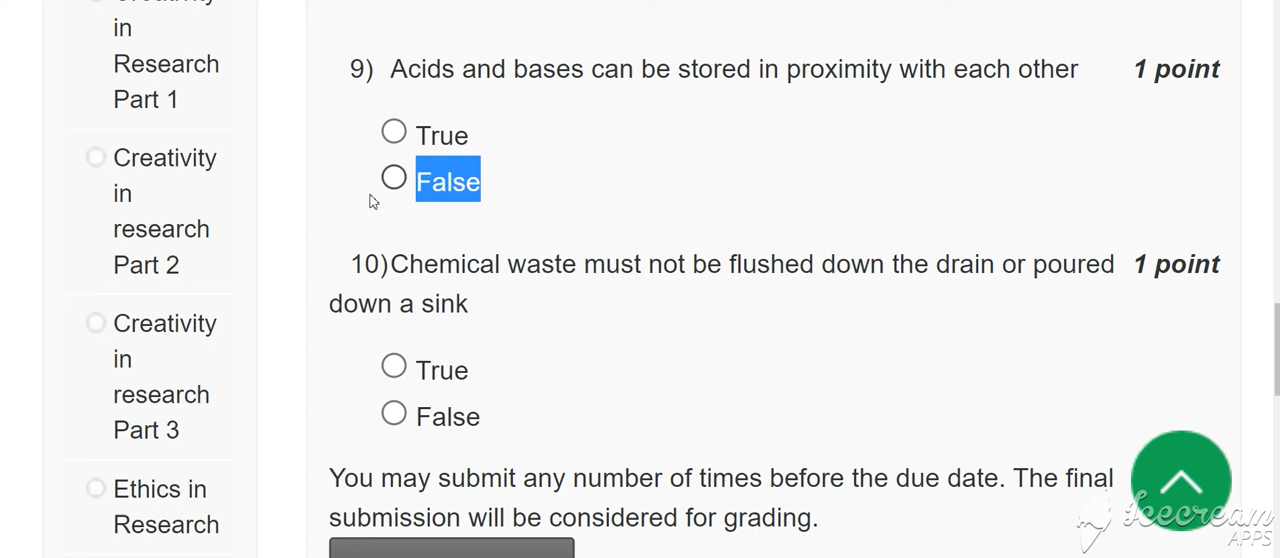 Creativity
in
Research
Part 1
Creativity
in
research
Part 2
Creativity
in
research
Part 3
Ethics in
Research
9) Acids and bases can be stored in proximity with each other 1 point
True
False
10)Chemical waste must not be flushed down the drain or poured 1 point
down a sink
True
False
You may submit any number of times before the due date. The final
submission will be considered for grading.
Icecream
APPS